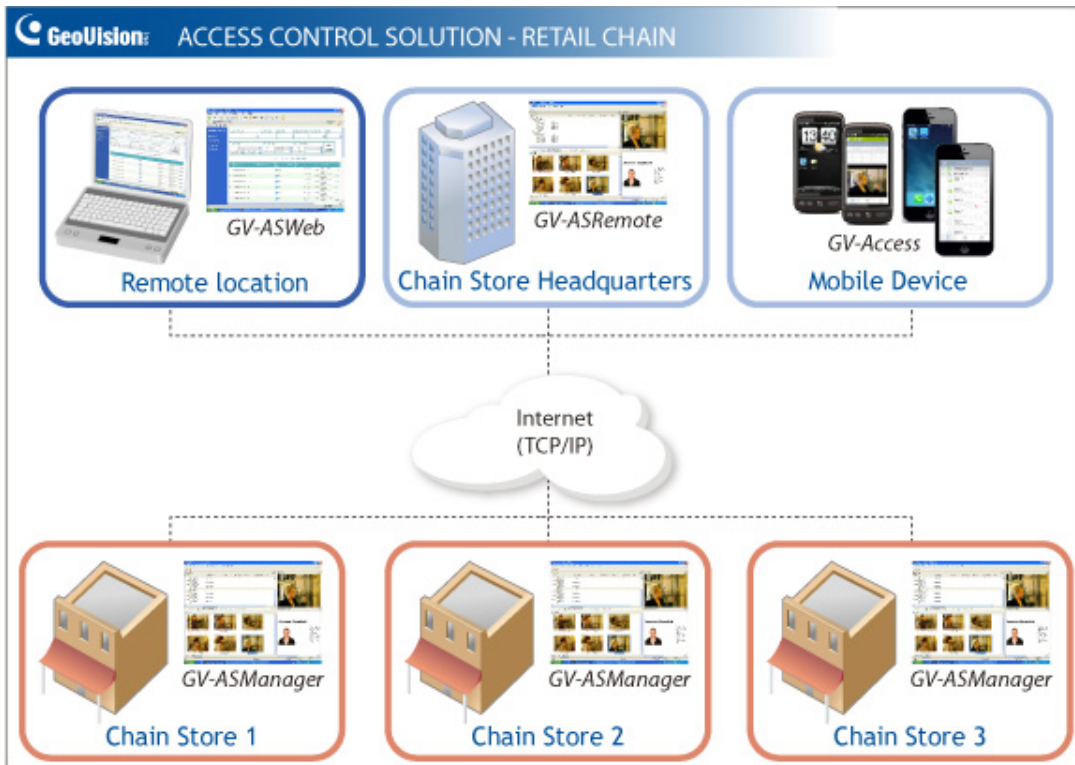 GeoVision Inc. ACCESS CONTROL SOLUTION - RETAIL CHAIN
GV-ASWeb
Remote location
GV-ASRemote
Chain Store Headquarters
GV-Access
Mobile Device
Internet
(TCP/IP)
GV-ASManager
Chain Store 1
GV-ASManager
Chain Store 2
GV-ASManager
Chain Store 3